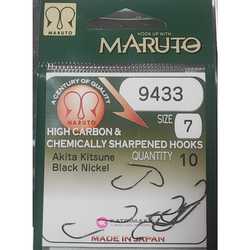 HOOK UP WITH
MARUTO
A CENTURY OF QUALITY
MARUTO
9433
SIZE 7
HIGH CARBON &
CHEMICALLY SHARPENED HOOKS
Akita Kitsune
Black Nickel
QUANTITY 10
MADE IN JAPAN